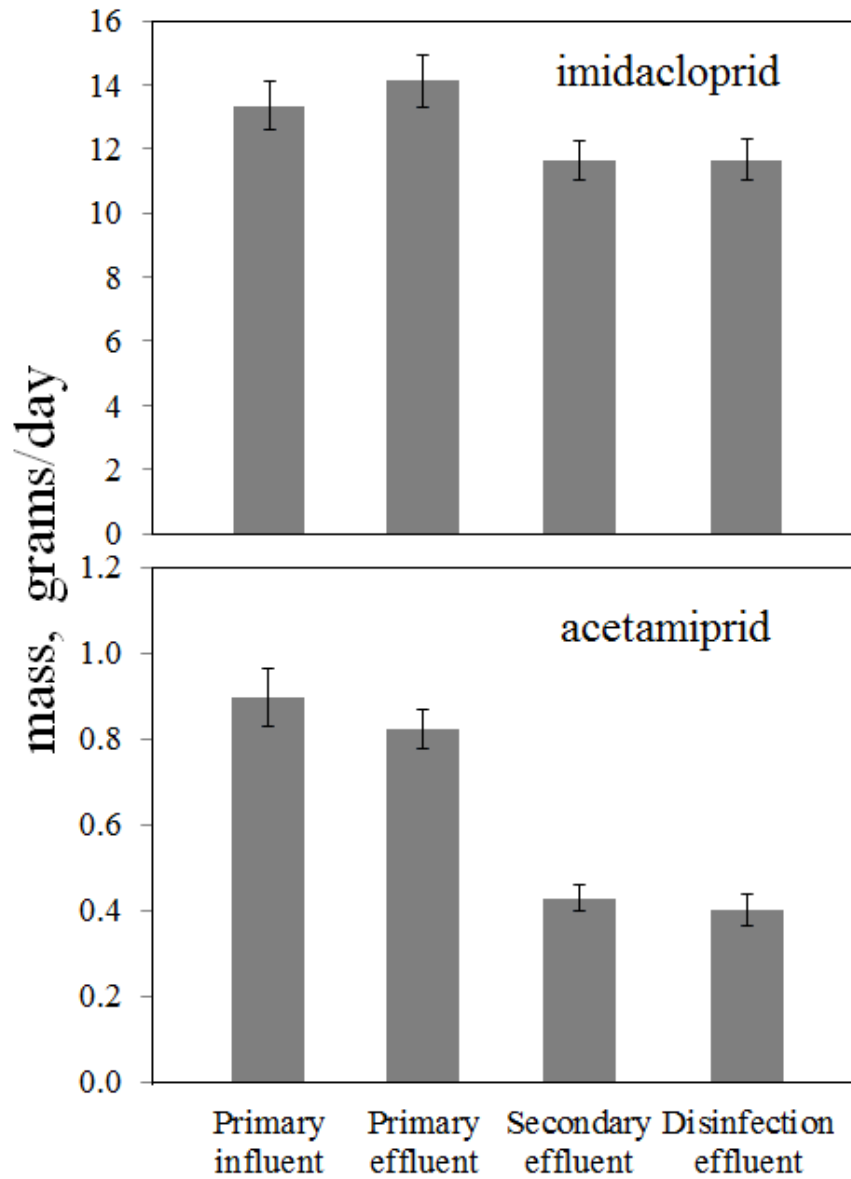 mass, grams/day
16
14
12
10
8
6
4
2
0
imidacloprid
1.2
1.0
0.8
0.6
0.4
0.2
0.0
acetamiprid
Primary influent
Primary effluent
Secondary effluent
Disinfection effluent